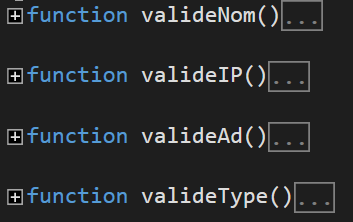 function valideNom()...
function valideIP()...
function valideAd()...
function valideType()...